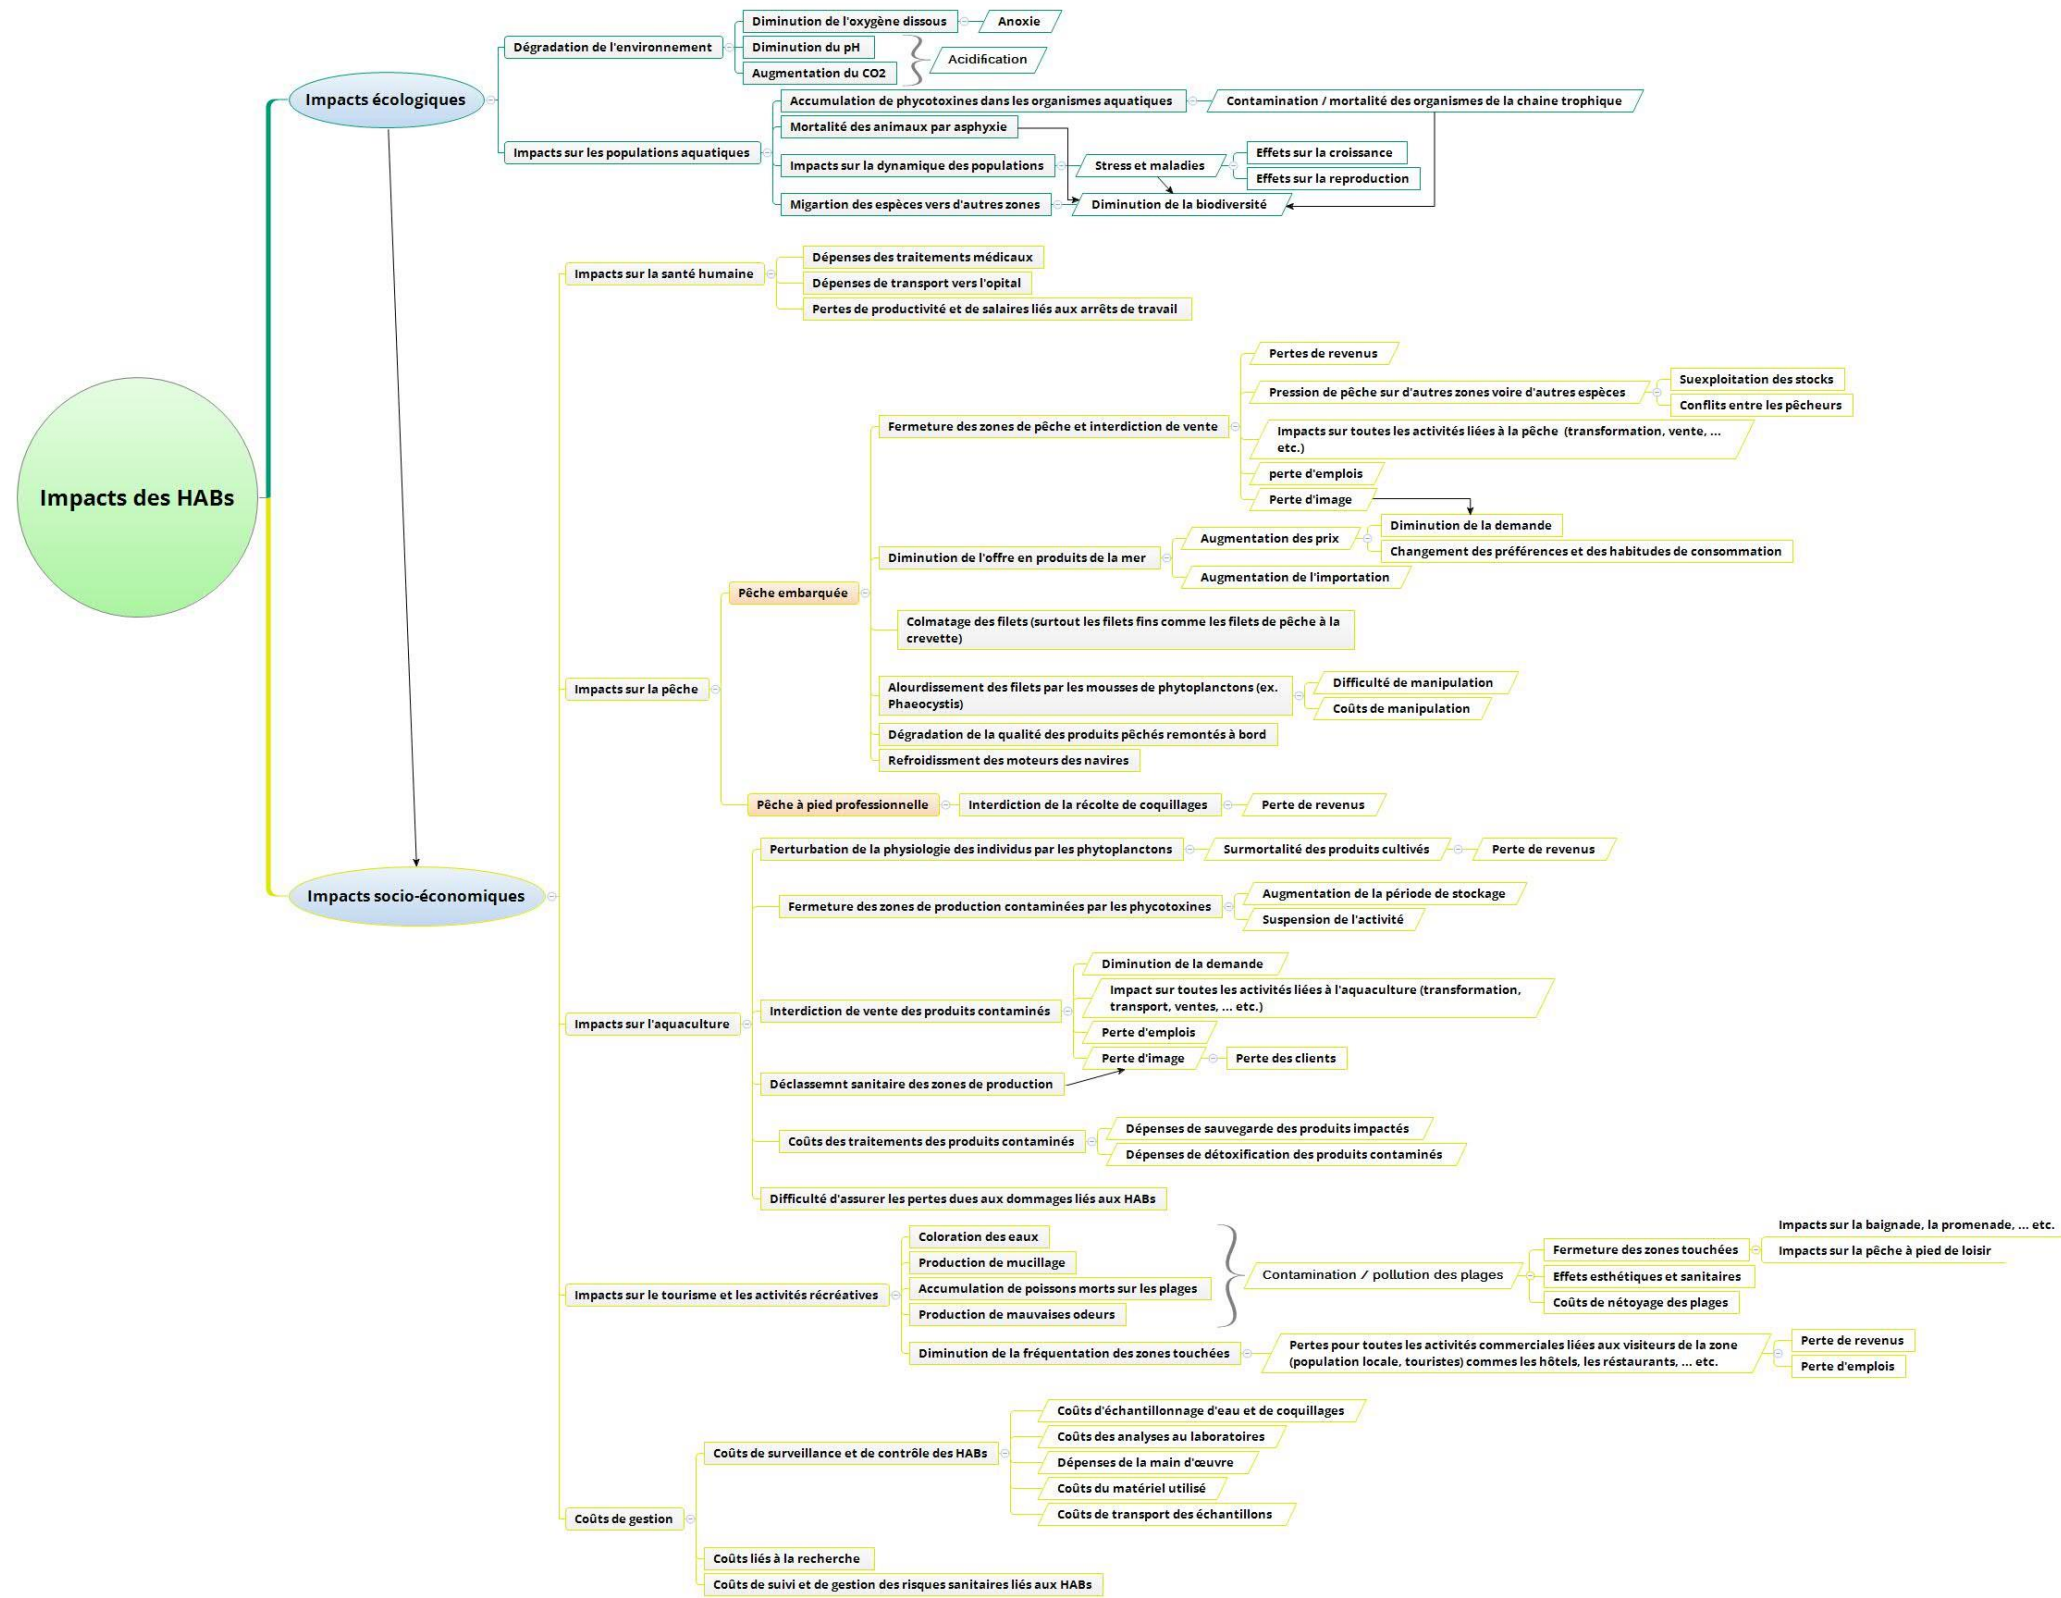 Impacts des HABs
Impacts écologiques
Dégradation de l'environnement
Diminution de l'oxygène dissous
Anoxie
Diminution du pH
Augmentation du CO2
Acidification
Impacts sur les populations aquatiques
Accumulation de phycotoxines dans les organismes aquatiques
Contamination / mortalité des organismes de la chaine trophique
Mortalité des animaux par asphyxie
Impacts sur la dynamique des populations
Stress et maladies
Effets sur la croissance
Effets sur la reproduction
Migartion des espèces vers d'autres zones
Diminution de la biodiversité
Impacts socio-économiques
Impacts sur la santé humaine
Dépenses des traitements médicaux
Dépenses de transport vers l'opital
Pertes de productivité et de salaires liés aux arrêts de travail
Impacts sur la pêche
Pêche embarquée
Fermeture des zones de pêche et interdiction de vente
Pertes de revenus
Pression de pêche sur d'autres zones voire d'autres espèces
Suexploitation des stocks
Conflits entre les pêcheurs
Impacts sur toutes les activités liées à la pêche (transformation, vente, ...
etc.)
perte d'emplois
Perte d'image
Diminution de l'offre en produits de la mer
Augmentation des prix
Diminution de la demande
Changement des préférences et des habitudes de consommation
Augmentation de l'importation
Colmatage des filets (surtout les filets fins comme les filets de pêche à la
crevette)
Alourdissement des filets par les mousses de phytoplanctons (ex.
Phaeocystis)
Difficulté de manipulation
Coûts de manipulation
Dégradation de la qualité des produits pêchés remontés à bord
Refroidissment des moteurs des navires
Pêche à pied professionnelle
Interdiction de la récolte de coquillages
Perte de revenus
Impacts sur l'aquaculture
Perturbation de la physiologie des individus par les phytoplanctons
Surmortalité des produits cultivés
Perte de revenus
Fermeture des zones de production contaminées par les phycotoxines
Augmentation de la période de stockage
Suspension de l'activité
Interdiction de vente des produits contaminés
Diminution de la demande
Impact sur toutes les activités liées à l'aquaculture (transformation,
transport, ventes, ... etc.)
Perte d'emplois
Perte d'image
Perte des clients
Déclassemnt sanitaire des zones de production
Coûts des traitements des produits contaminés
Dépenses de sauvegarde des produits impactés
Dépenses de détoxification des produits contaminés
Difficulté d'assurer les pertes dues aux dommages liés aux HABs
Impacts sur le tourisme et les activités récréatives
Coloration des eaux
Production de mucillage
Accumulation de poissons morts sur les plages
Production de mauvaises odeurs
Contamination / pollution des plages
Fermeture des zones touchées
Impacts sur la baignade, la promenade, ... etc.
Impacts sur la pêche à pied de loisir
Effets esthétiques et sanitaires
Coûts de nétoyage des plages
Diminution de la fréquentation des zones touchées
Pertes pour toutes les activités commerciales liées aux visiteurs de la zone
(population locale, touristes) commes les hôtels, les réstaurants, ... etc.
Perte de revenus
Perte d'emplois
Coûts de gestion
Coûts de surveillance et de contrôle des HABs
Coûts d'échantillonnage d'eau et de coquillages
Coûts des analyses au laboratoires
Dépenses de la main d'œuvre
Coûts du matériel utilisé
Coûts de transport des échantillons
Coûts liés à la recherche
Coûts de suivi et de gestion des risques sanitaires liés aux HABs